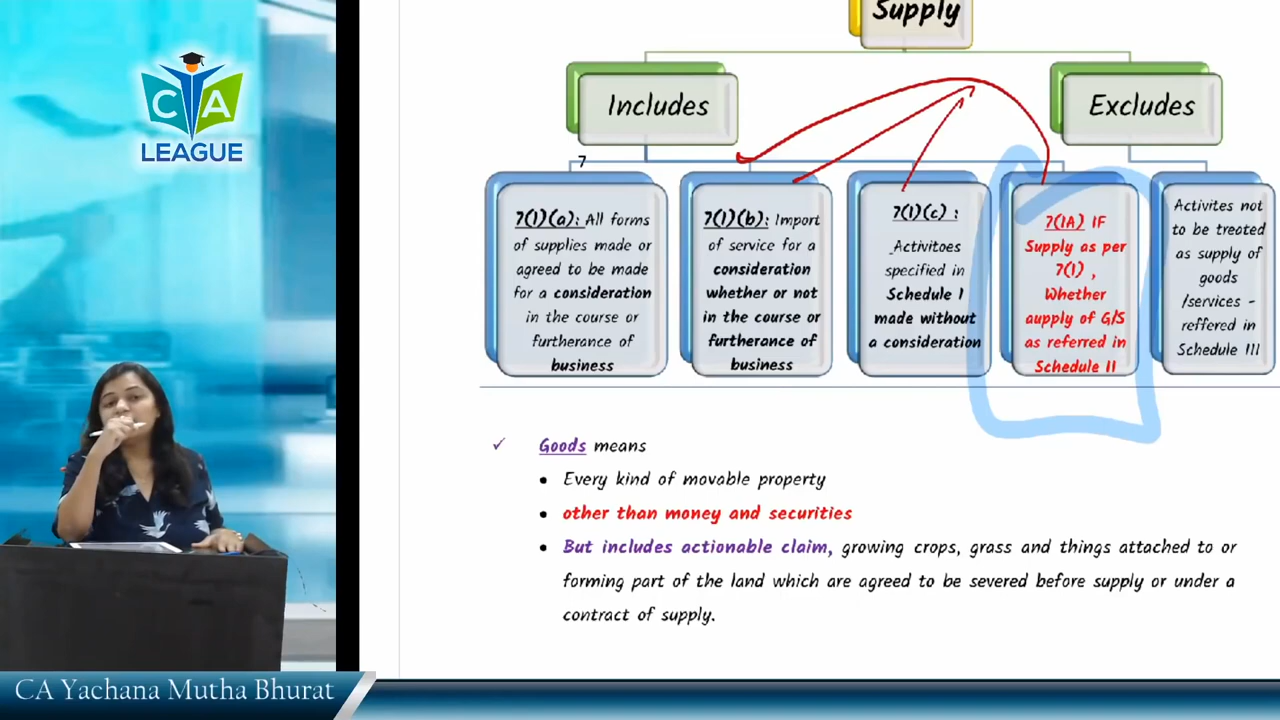 CA
LEAGUE
Supply
Includes
Excludes
7
7(1)(a): All forms
of supplies made or
agreed to be made
for a consideration
in the course or
furtherance of
business
7(1)(b): Import
of service for a
consideration
whether or not
in the course or
furtherance of
business
7(1)(c) :
Activitoes
specified in
Schedule I
made without
a consideration
7(1A) IF
Supply as per
7(1) ,
Whether
aupply of G/S
as referred in
Schedule II
Activites not
to be treated
as supply of
goods
/services -
reffered in
Schedule III
✓ Goods means
• Every kind of movable property
• other than money and securities
• But includes actionable claim, growing crops, grass and things attached to or
forming part of the land which are agreed to be severed before supply or under a
contract of supply.
CA Yachana Mutha Bhurat